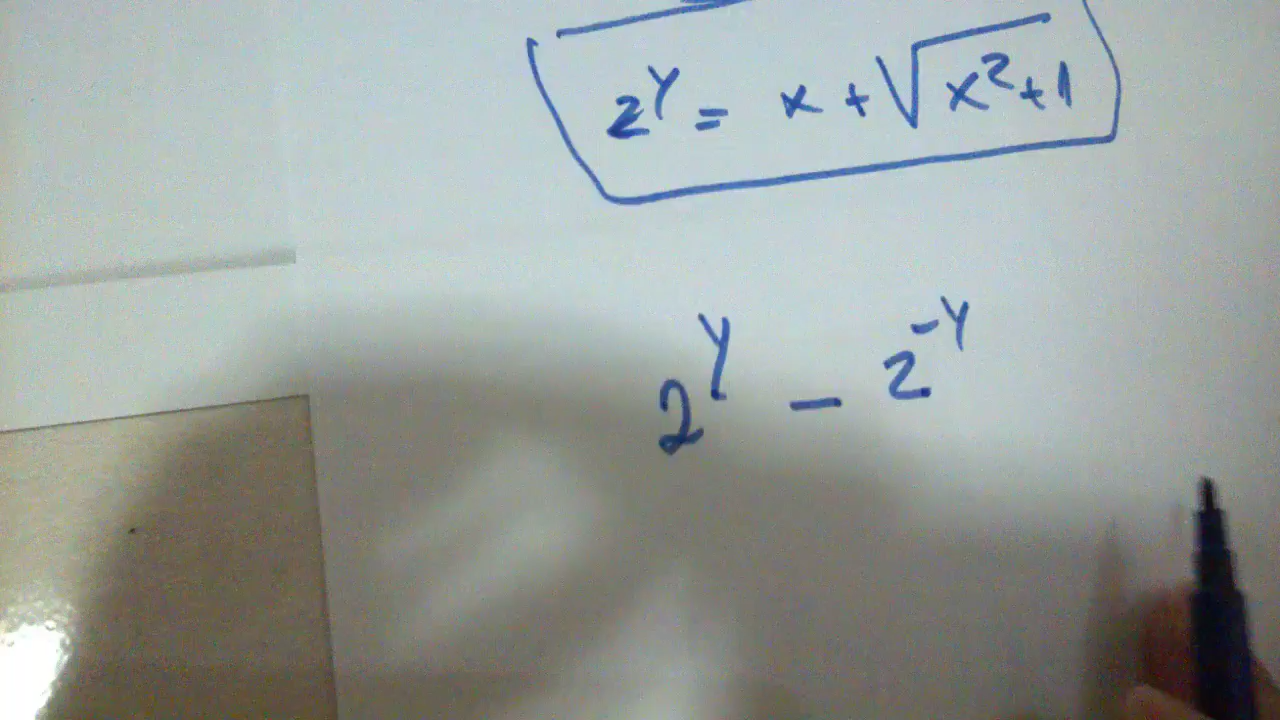 2^y = x + √(x²+1)
2^y - 2^-y